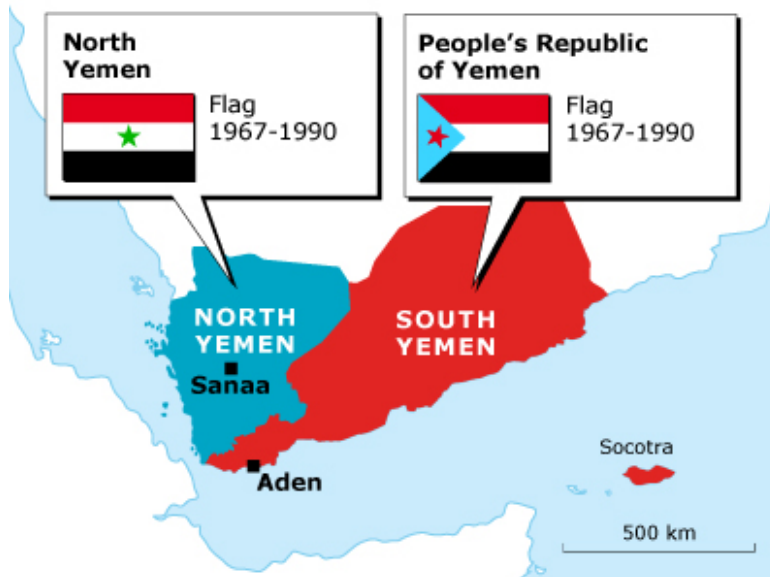 North
Yemen
Flag
1967-1990
People's Republic
of Yemen
Flag
1967-1990
NORTH
YEMEN
Sanaa
SOUTH
YEMEN
Aden
Socotra
500 km